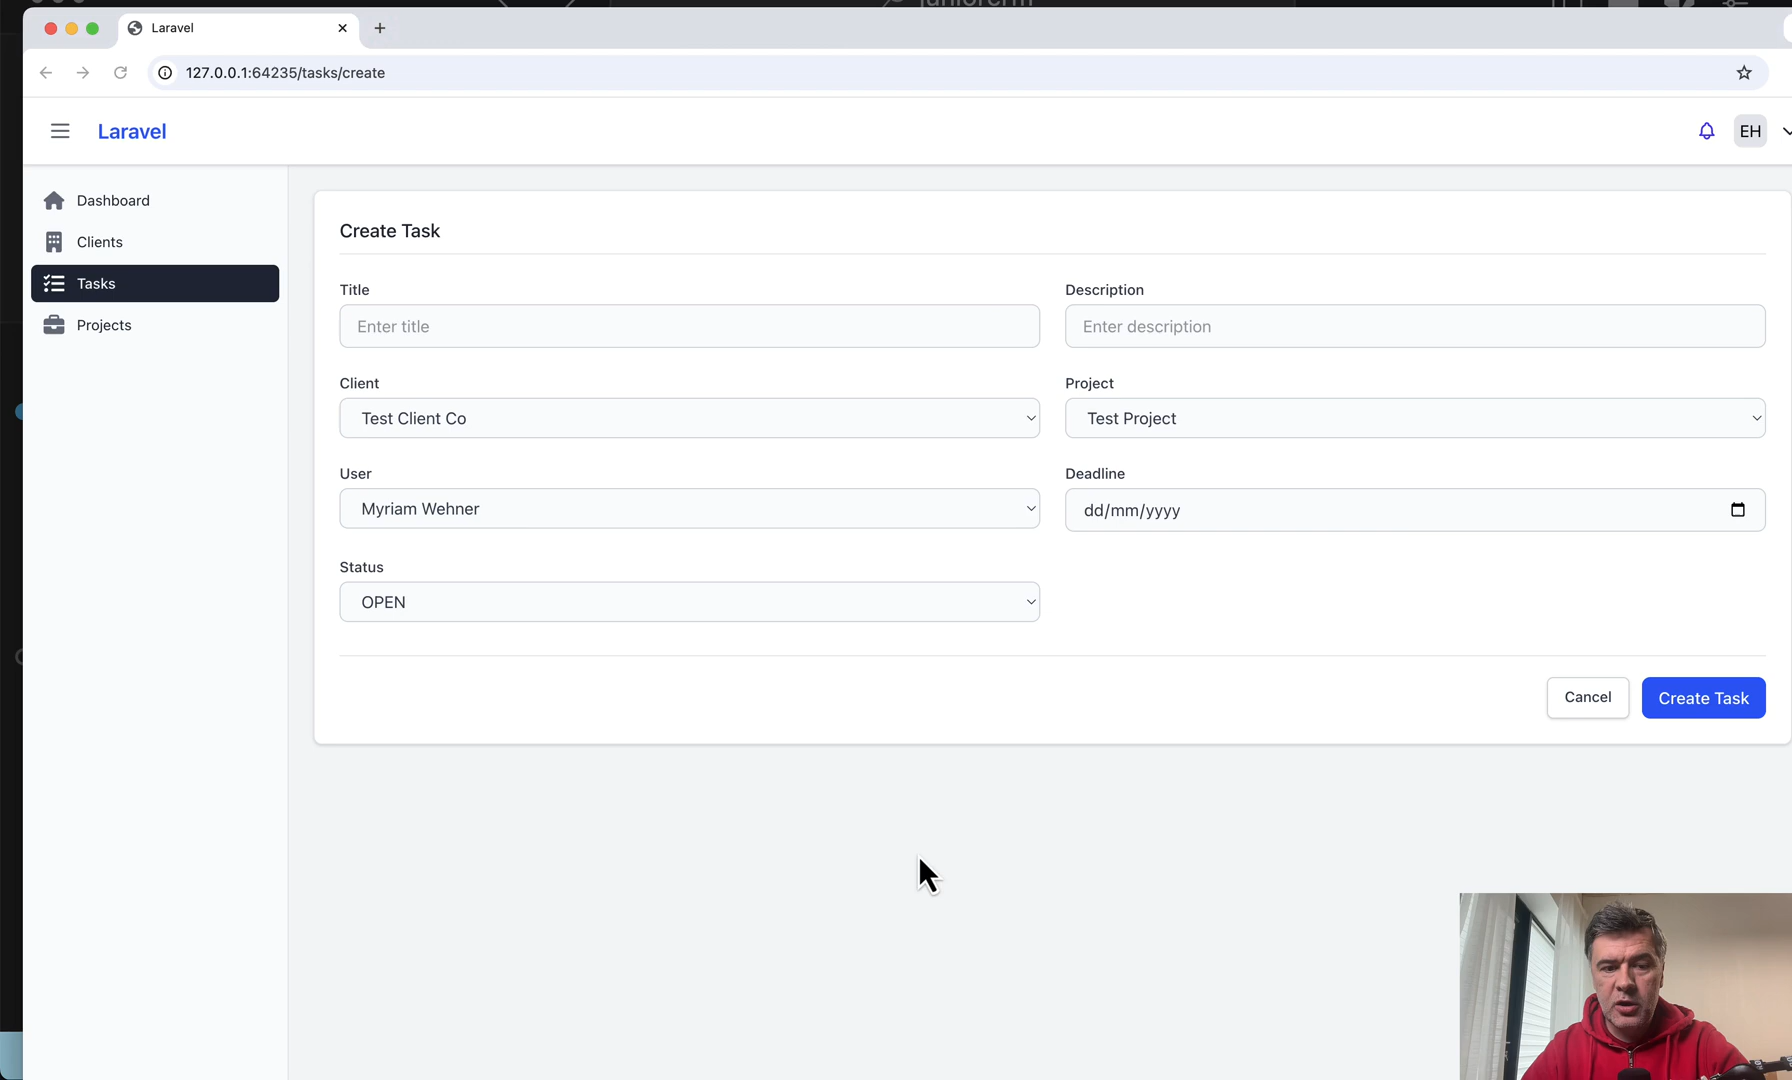 Laravel
127.0.0.1:64235/tasks/create
Laravel
EH
Dashboard
Clients
Tasks
Projects
Create Task
Title
Description
Enter title
Enter description
Client
Project
Test Client Co
Test Project
User
Deadline
Myriam Wehner
dd/mm/yyyy
Status
OPEN
Cancel
Create Task